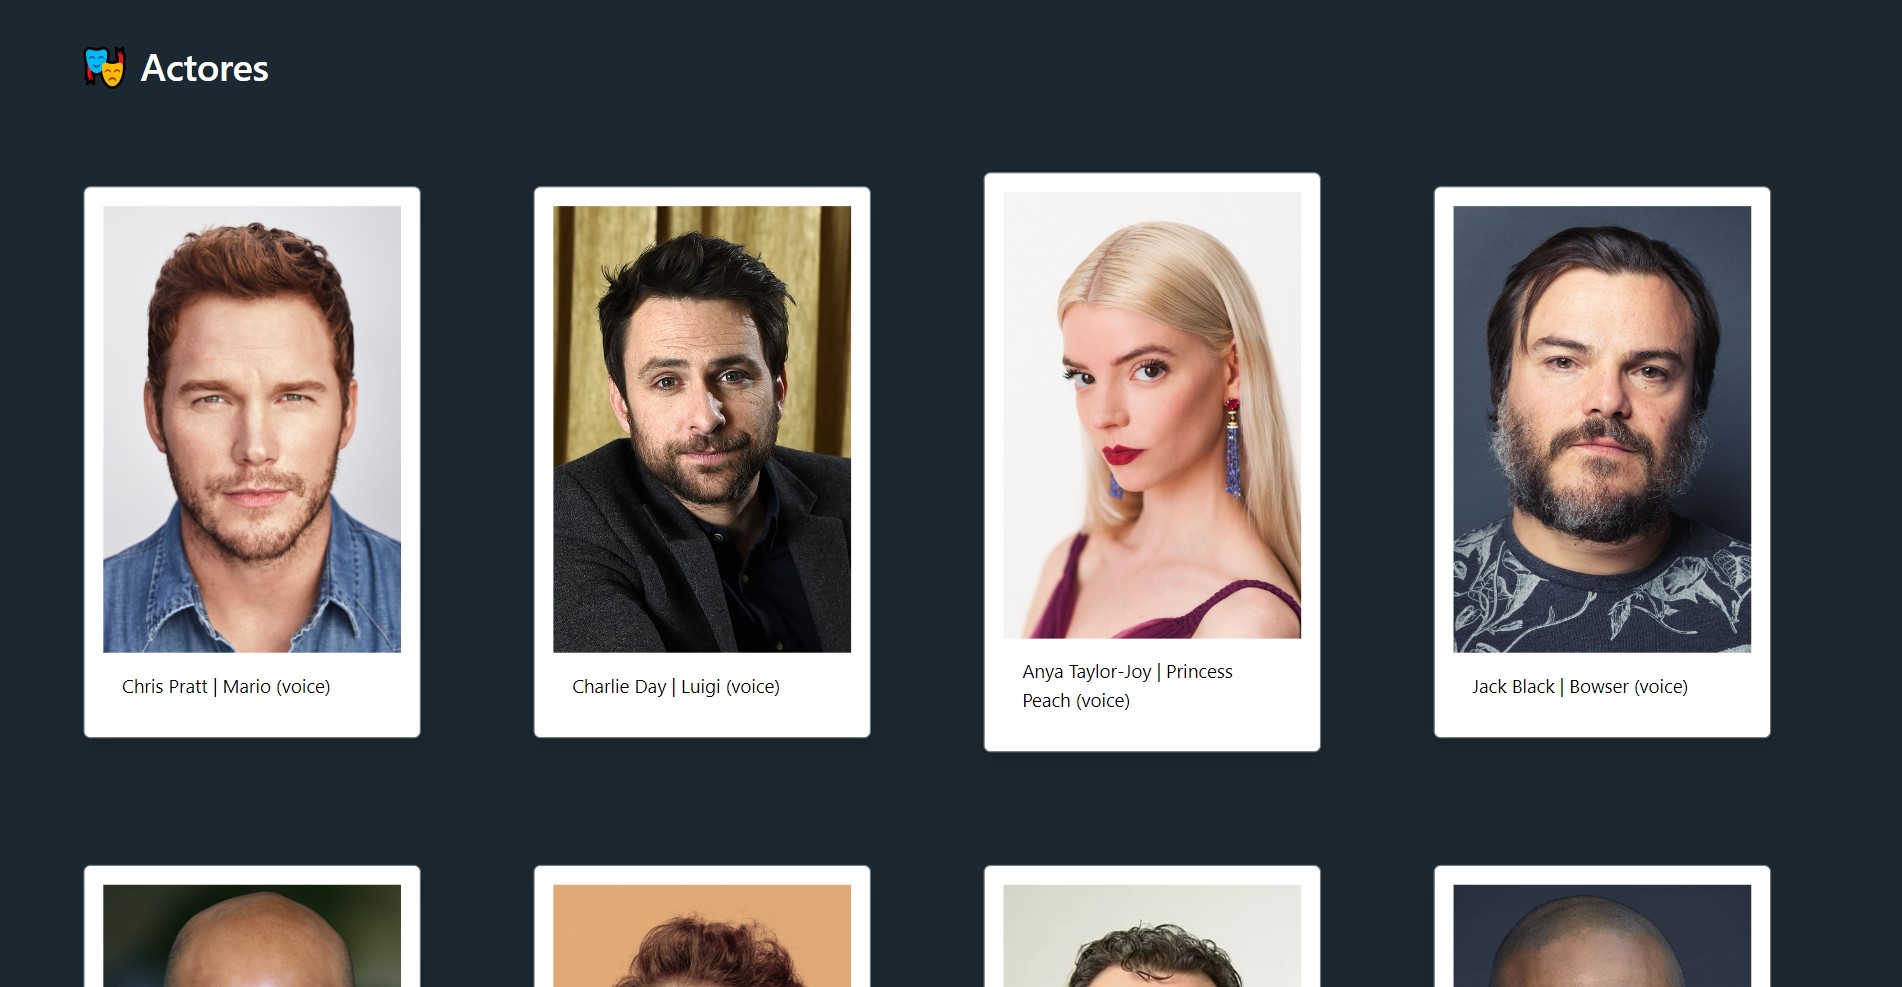 Actores
Chris Pratt | Mario (voice)
Charlie Day | Luigi (voice)
Anya Taylor-Joy | Princess
Peach (voice)
Jack Black | Bowser (voice)